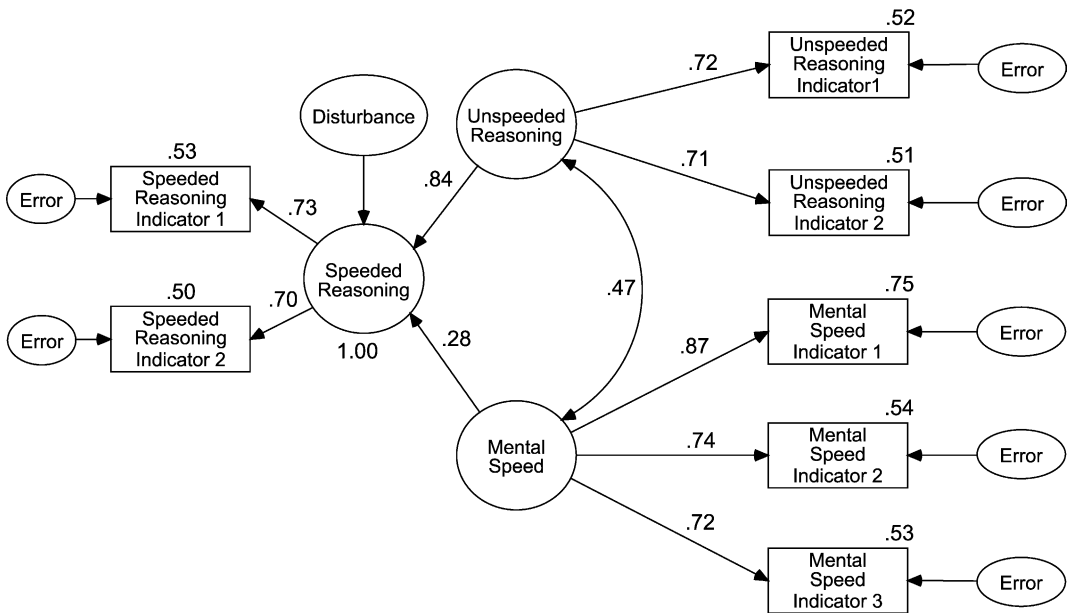 .52
Unspeeded
Reasoning
Indicator1
Error
.72
Disturbance
Unspeeded
Reasoning
.53
Speeded
Reasoning
Indicator 1
Error
.73
.84
.71
.51
Unspeeded
Reasoning
Indicator 2
Error
Speeded
Reasoning
1.00
.70
.50
Speeded
Reasoning
Indicator 2
Error
.28
.47
.75
Mental
Speed
Indicator 1
Error
.87
Mental
Speed
.74
.54
Mental
Speed
Indicator 2
Error
.72
.53
Mental
Speed
Indicator 3
Error